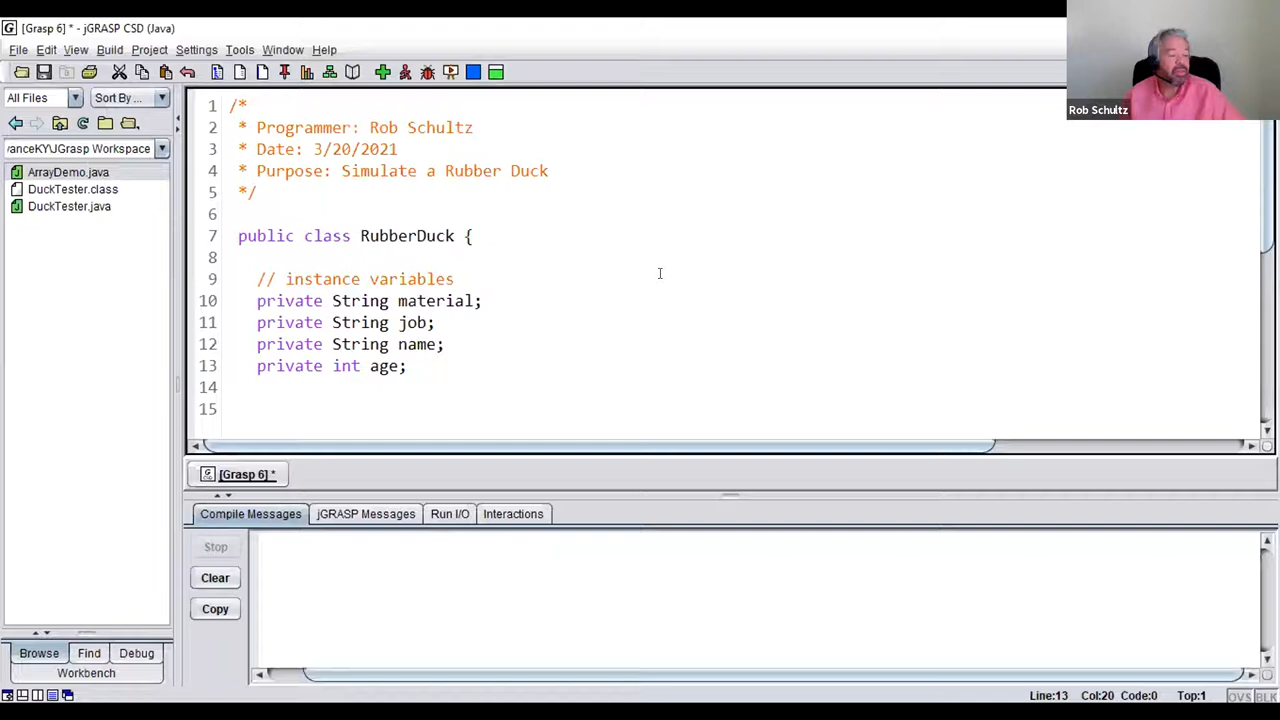 [Grasp 6] * - jGRASP CSD (Java)
File Edit View Build Project Settings Tools Window Help
All Files Sort By ...
anceKY\JGrasp Workspace
ArrayDemo.java
DuckTester.class
DuckTester.java
1 /*
2 * Programmer: Rob Schultz
3 * Date: 3/20/2021
4 * Purpose: Simulate a Rubber Duck
5 */
6
7 public class RubberDuck {
8
9 // instance variables
10 private String material;
11 private String job;
12 private String name;
13 private int age;
14
15
Rob Schultz
[Grasp 6] *
Compile Messages jGRASP Messages Run I/O Interactions
Stop
Clear
Copy
Browse Find Debug
Workbench
Line:13 Col:20 Code:0 Top:1 OVS BLK